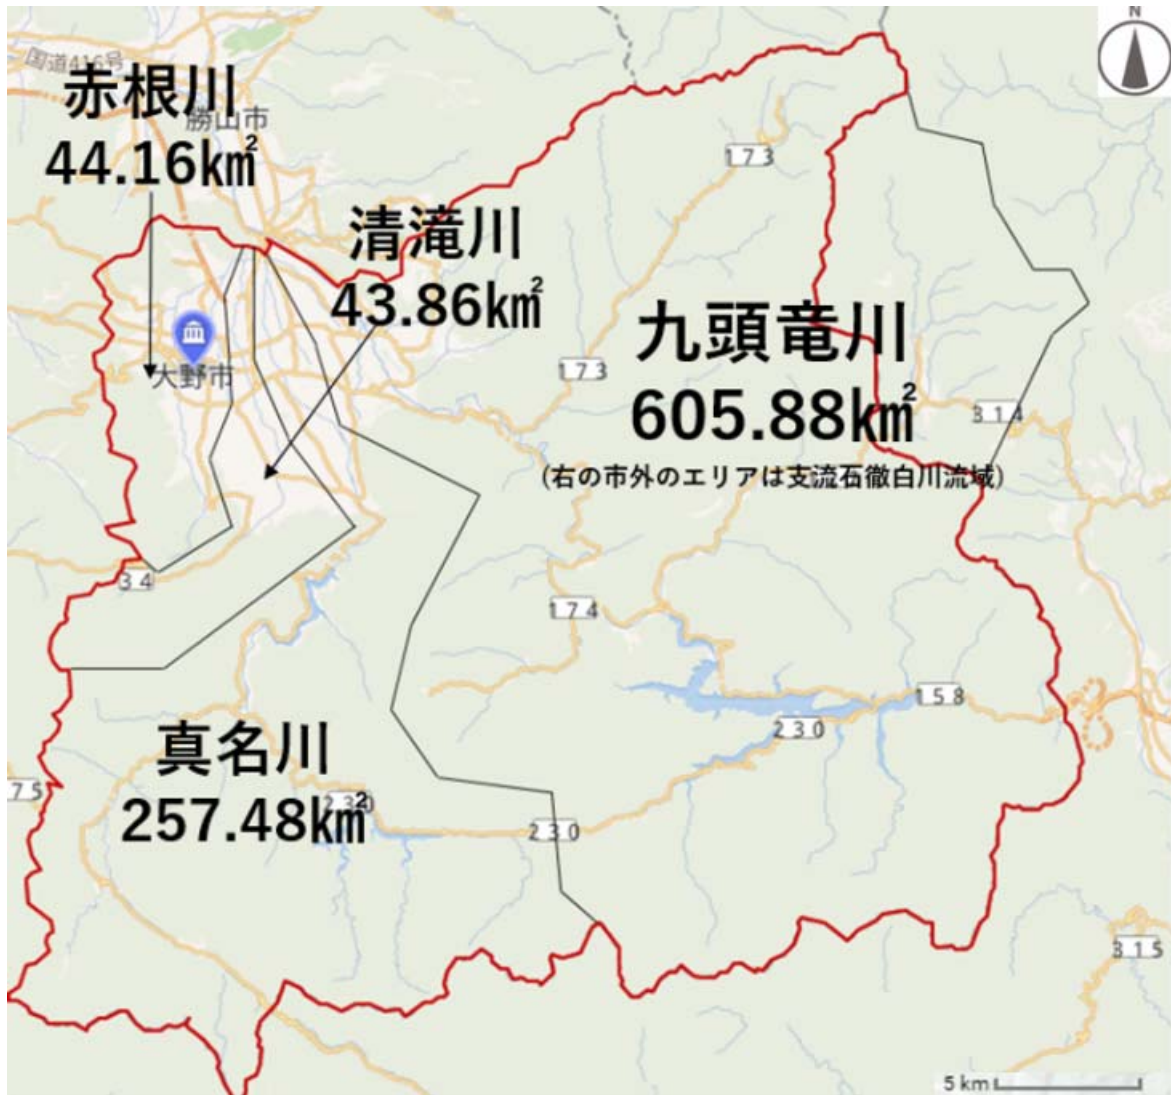 N
国道416号
赤根川
勝山市
44.16㎢
173
清滝川
43.86㎢
九頭竜川
大野市
173
605.88㎢
314
(右の市外のエリアは支流石徹白川流域)
34
174
158
230
真名川
75
230
257.48㎢
230
315
5 km